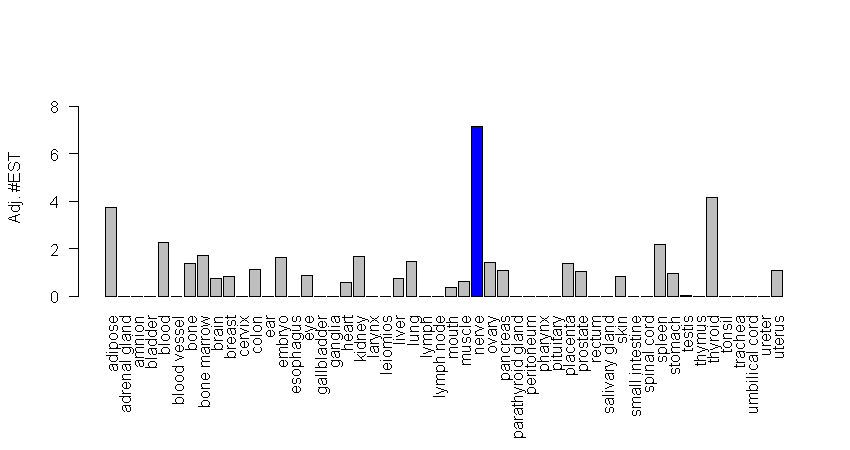 Adj. #EST
8
6
4
2
0
adipose
adrenal gland
amnion
bladder
blood
blood vessel
bone
bone marrow
brain
breast
cervix
colon
ear
embryo
esophagus
eye
gallbladder
ganglia
heart
kidney
larynx
leiomios
liver
lung
lymph
lymph node
mouth
muscle
nerve
ovary
pancreas
parathyroid gland
peritoneum
pharynx
pituitary
placenta
prostate
rectum
salivary gland
skin
small intestine
spinal cord
spleen
stomach
testis
thymus
thyroid
tonsil
trachea
umbilical cord
ureter
uterus